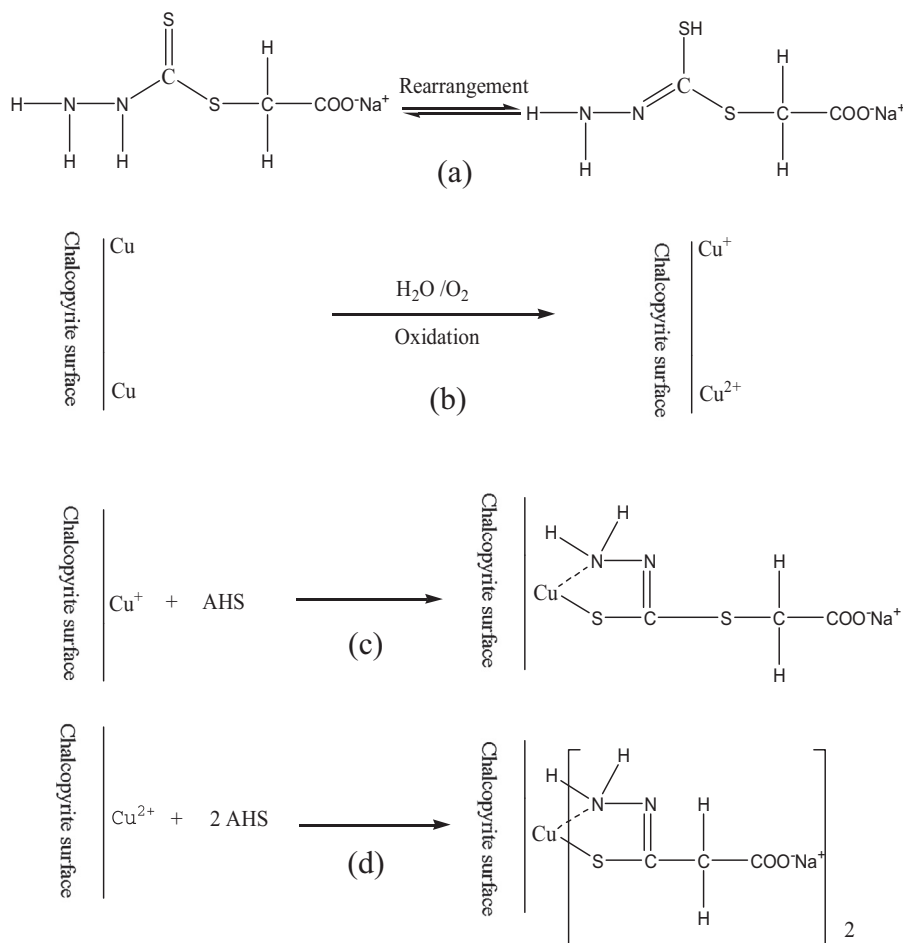 S
H
SH
H N N C S C COO⁻Na⁺
Rearrangement
H N N C S C COO⁻Na⁺
H H H
H H
(a)
Chalcopyrite surface
Cu
Cu
H₂O /O₂
Oxidation
(b)
Chalcopyrite surface
Cu⁺
Cu²⁺
Chalcopyrite surface
Cu⁺ + AHS
(c)
Chalcopyrite surface
H H
N N H
Cu
S C S C COO⁻Na⁺
H
Chalcopyrite surface
Cu²⁺ + 2 AHS
(d)
Chalcopyrite surface
H H
N N H
Cu
S C C COO⁻Na⁺
H
2